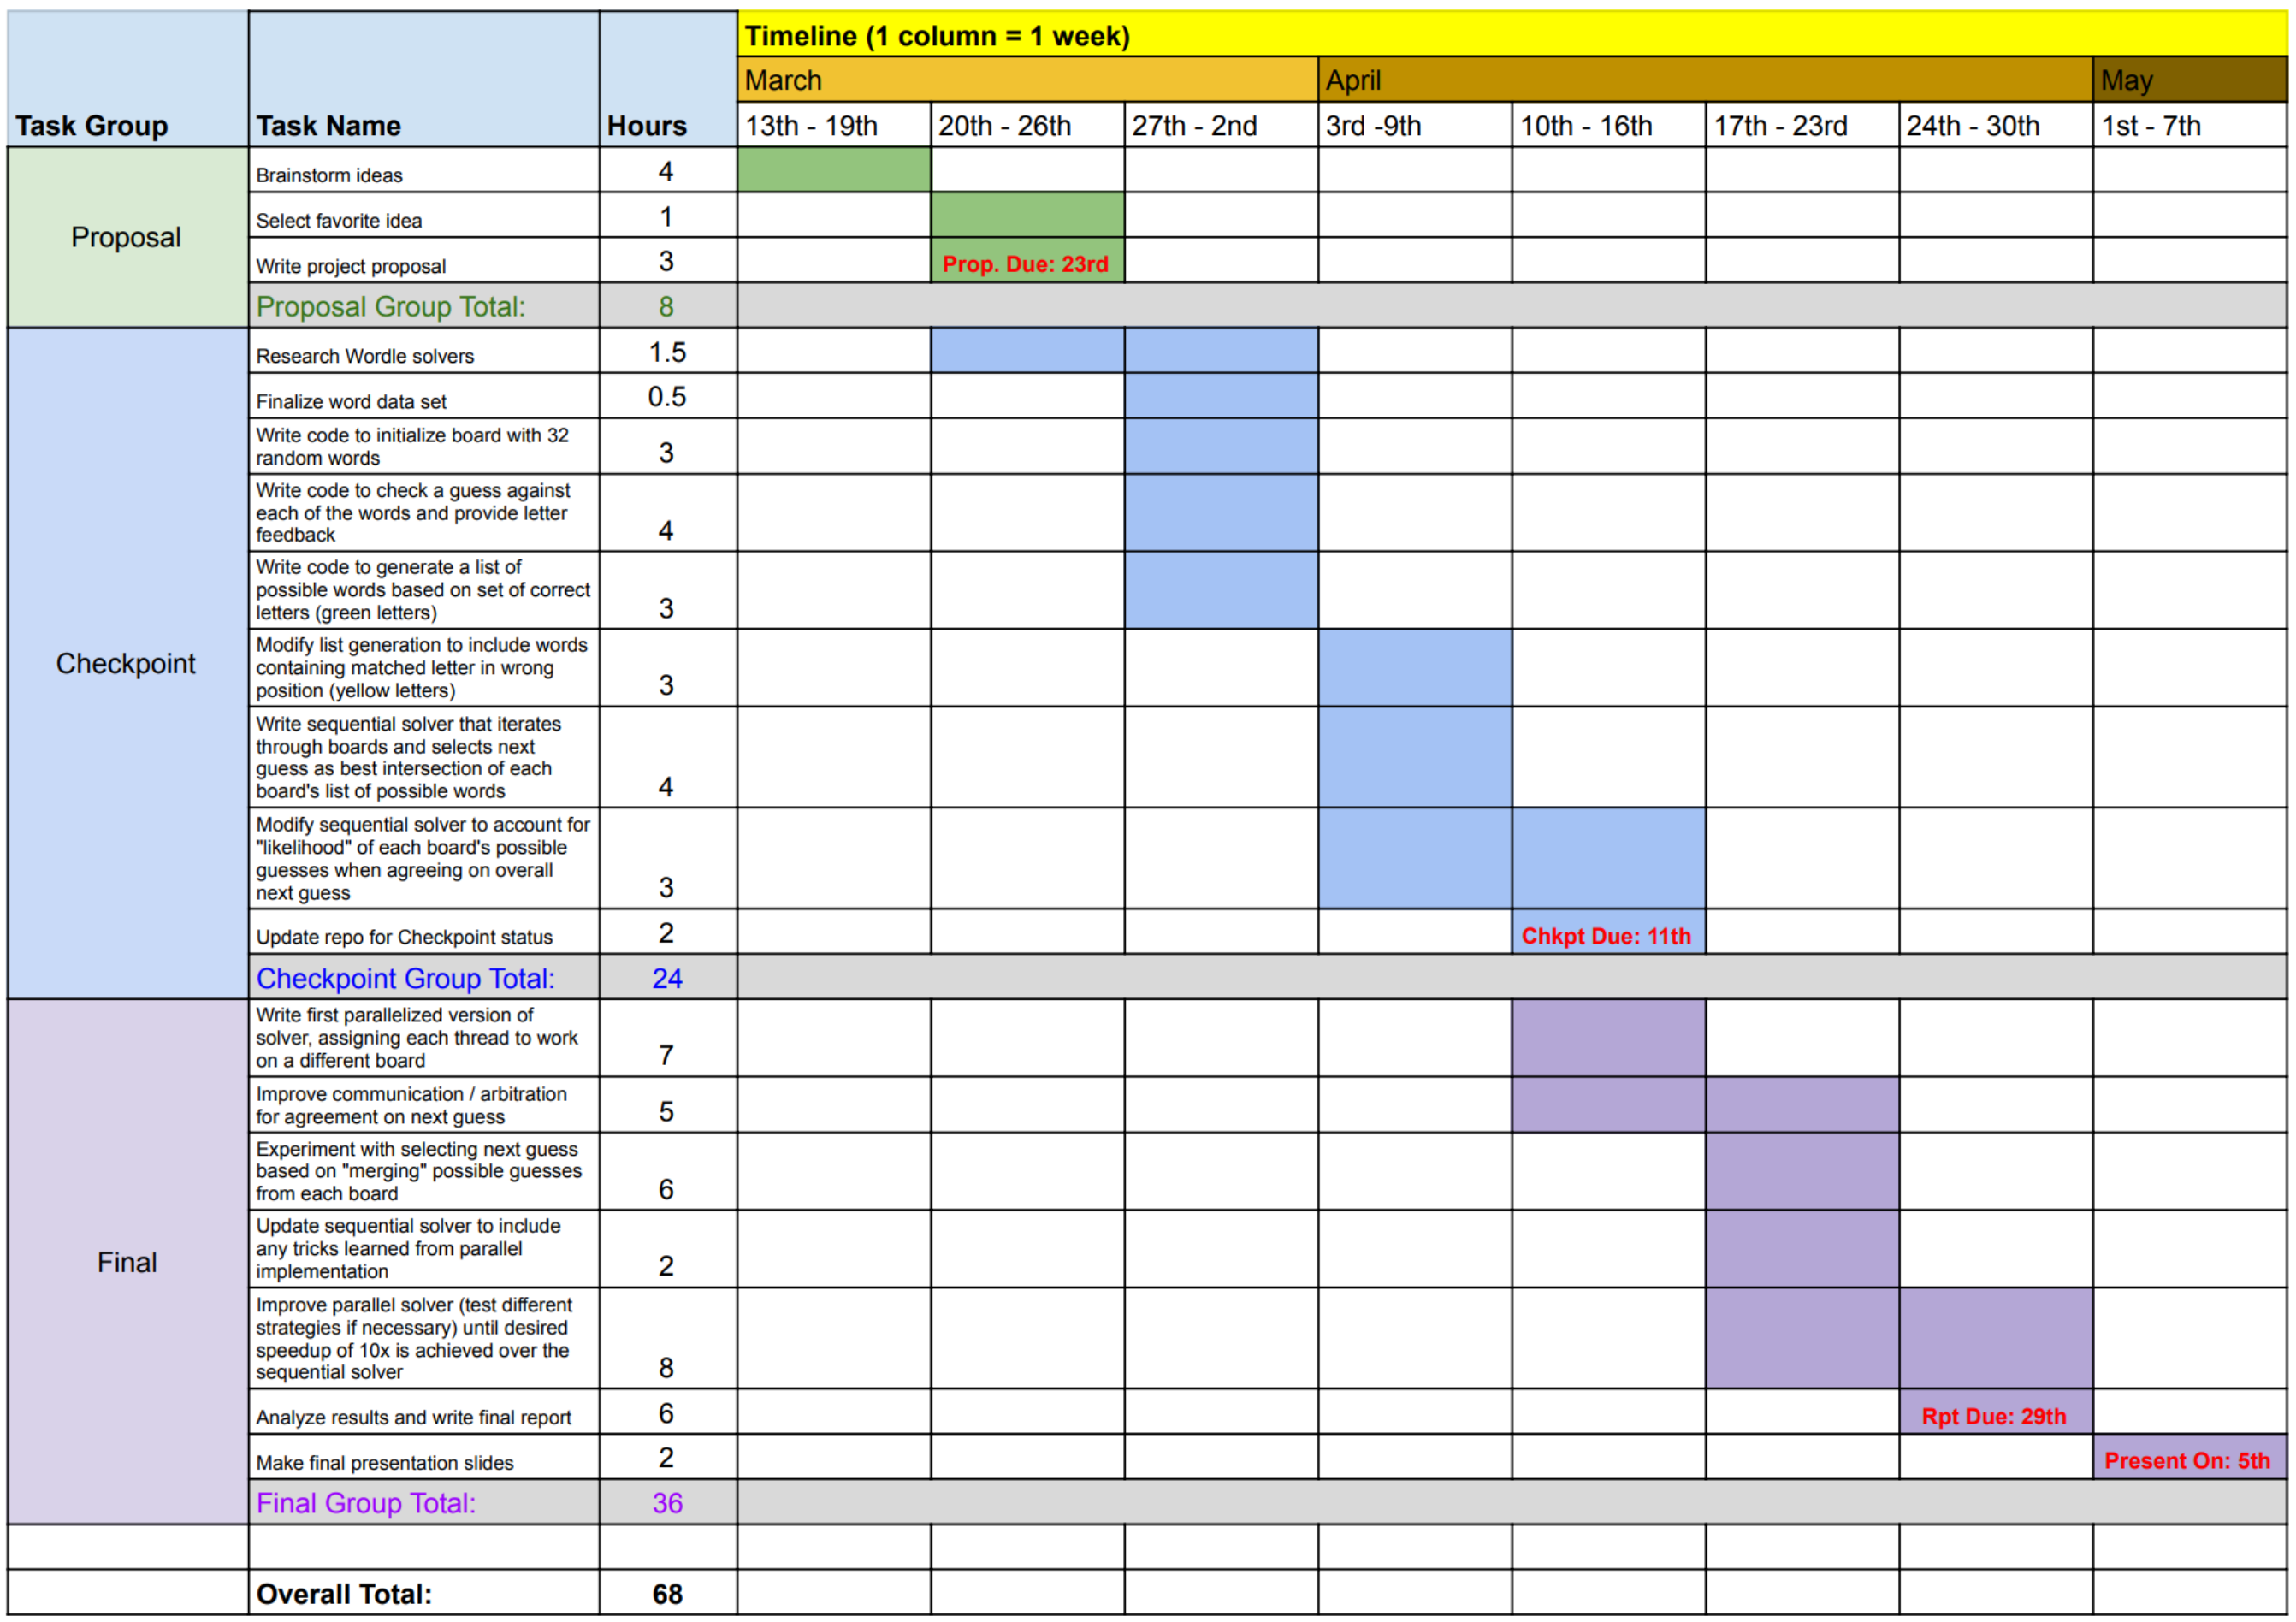 Timeline (1 column = 1 week)
March April May
Task Group Task Name Hours 13th - 19th 20th - 26th 27th - 2nd 3rd -9th 10th - 16th 17th - 23rd 24th - 30th 1st - 7th
Proposal
Brainstorm ideas 4
Select favorite idea 1
Write project proposal 3 Prop. Due: 23rd
Proposal Group Total: 8
Checkpoint
Research Wordle solvers 1.5
Finalize word data set 0.5
Write code to initialize board with 32
random words 3
Write code to check a guess against
each of the words and provide letter
feedback 4
Write code to generate a list of
possible words based on set of correct
letters (green letters) 3
Modify list generation to include words
containing matched letter in wrong
position (yellow letters) 3
Write sequential solver that iterates
through boards and selects next
guess as best intersection of each
board's list of possible words 4
Modify sequential solver to account for
"likelihood" of each board's possible
guesses when agreeing on overall
next guess 3
Update repo for Checkpoint status 2 Chkpt Due: 11th
Checkpoint Group Total: 24
Final
Write first parallelized version of
solver, assigning each thread to work
on a different board 7
Improve communication / arbitration
for agreement on next guess 5
Experiment with selecting next guess
based on "merging" possible guesses
from each board 6
Update sequential solver to include
any tricks learned from parallel
implementation 2
Improve parallel solver (test different
strategies if necessary) until desired
speedup of 10x is achieved over the
sequential solver 8
Analyze results and write final report 6 Rpt Due: 29th
Make final presentation slides 2 Present On: 5th
Final Group Total: 36
Overall Total: 68